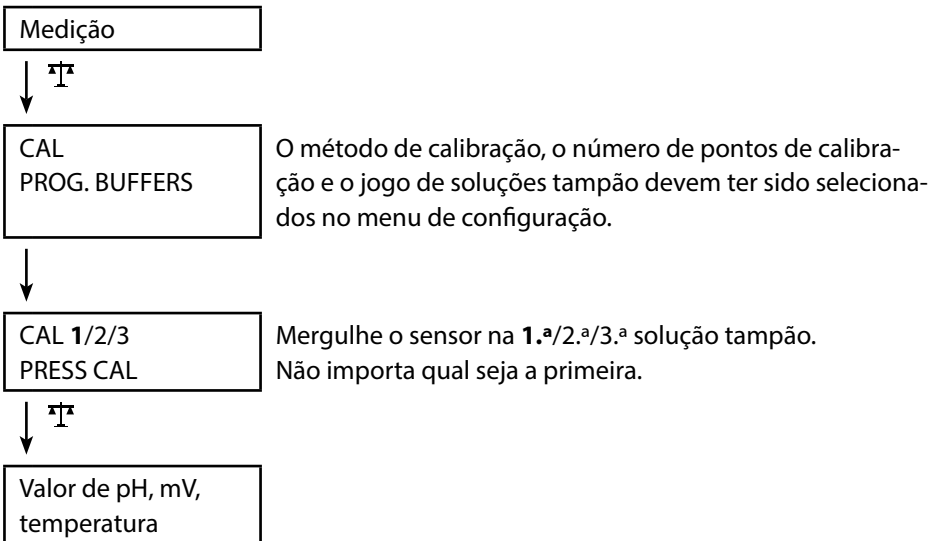 Medição
CAL
PROG. BUFFERS
O método de calibração, o número de pontos de calibra-
ção e o jogo de soluções tampão devem ter sido seleciona-
dos no menu de configuração.
CAL 1/2/3
PRESS CAL
Mergulhe o sensor na 1.ª/2.ª/3.ª solução tampão.
Não importa qual seja a primeira.
Valor de pH, mV,
temperatura